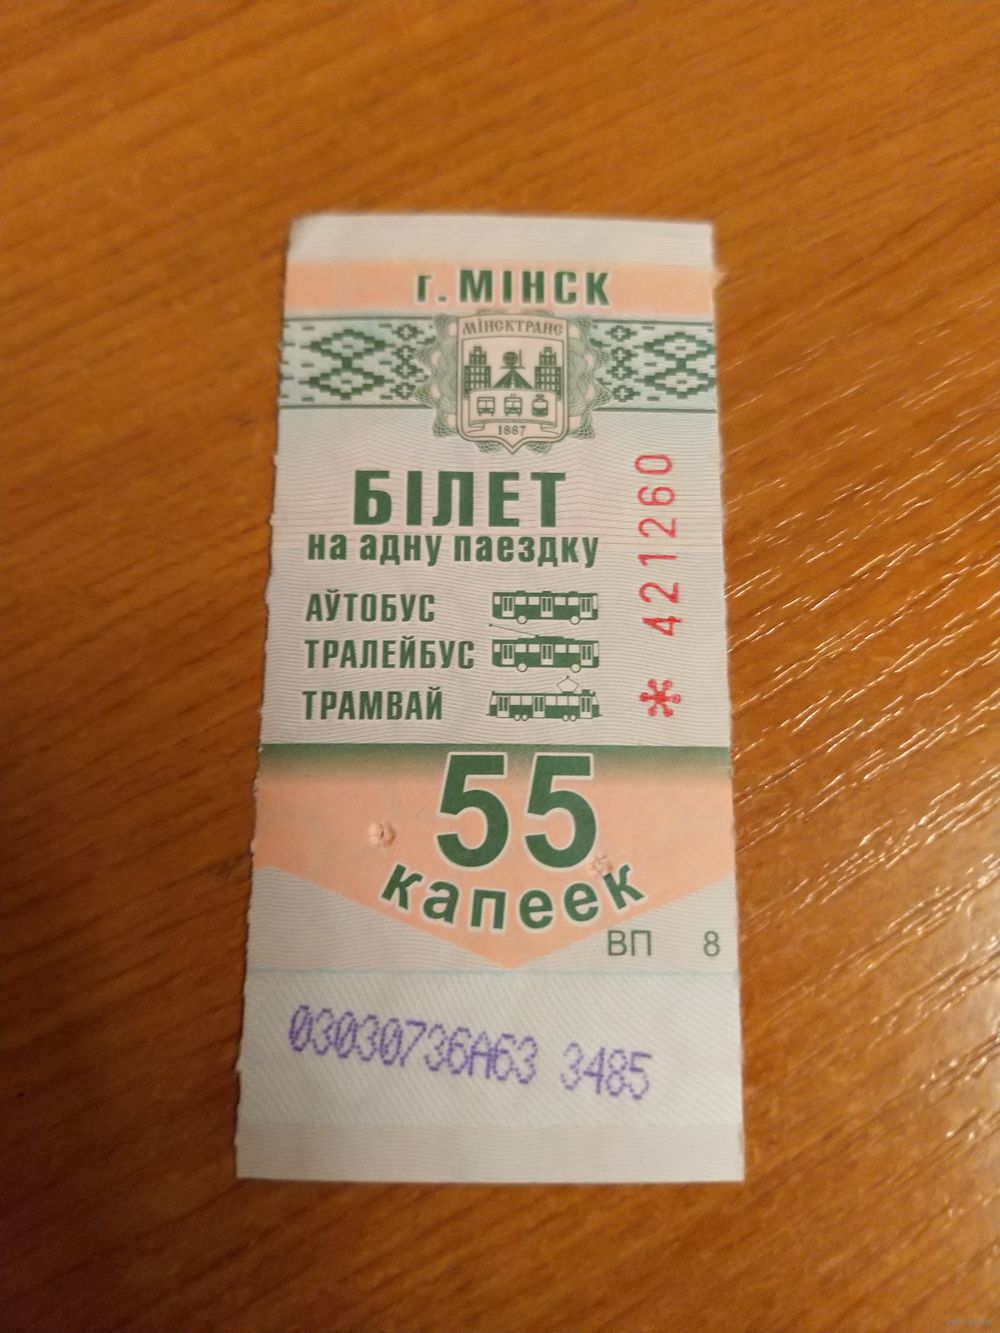 г. МІНСК
МІНСКТРАНС
1887
БІЛЕТ
на адну паездку
АЎТОБУС
ТРАЛЕЙБУС
ТРАМВАЙ
* 421260
55
капеек
ВП 8
03030736А63 3485